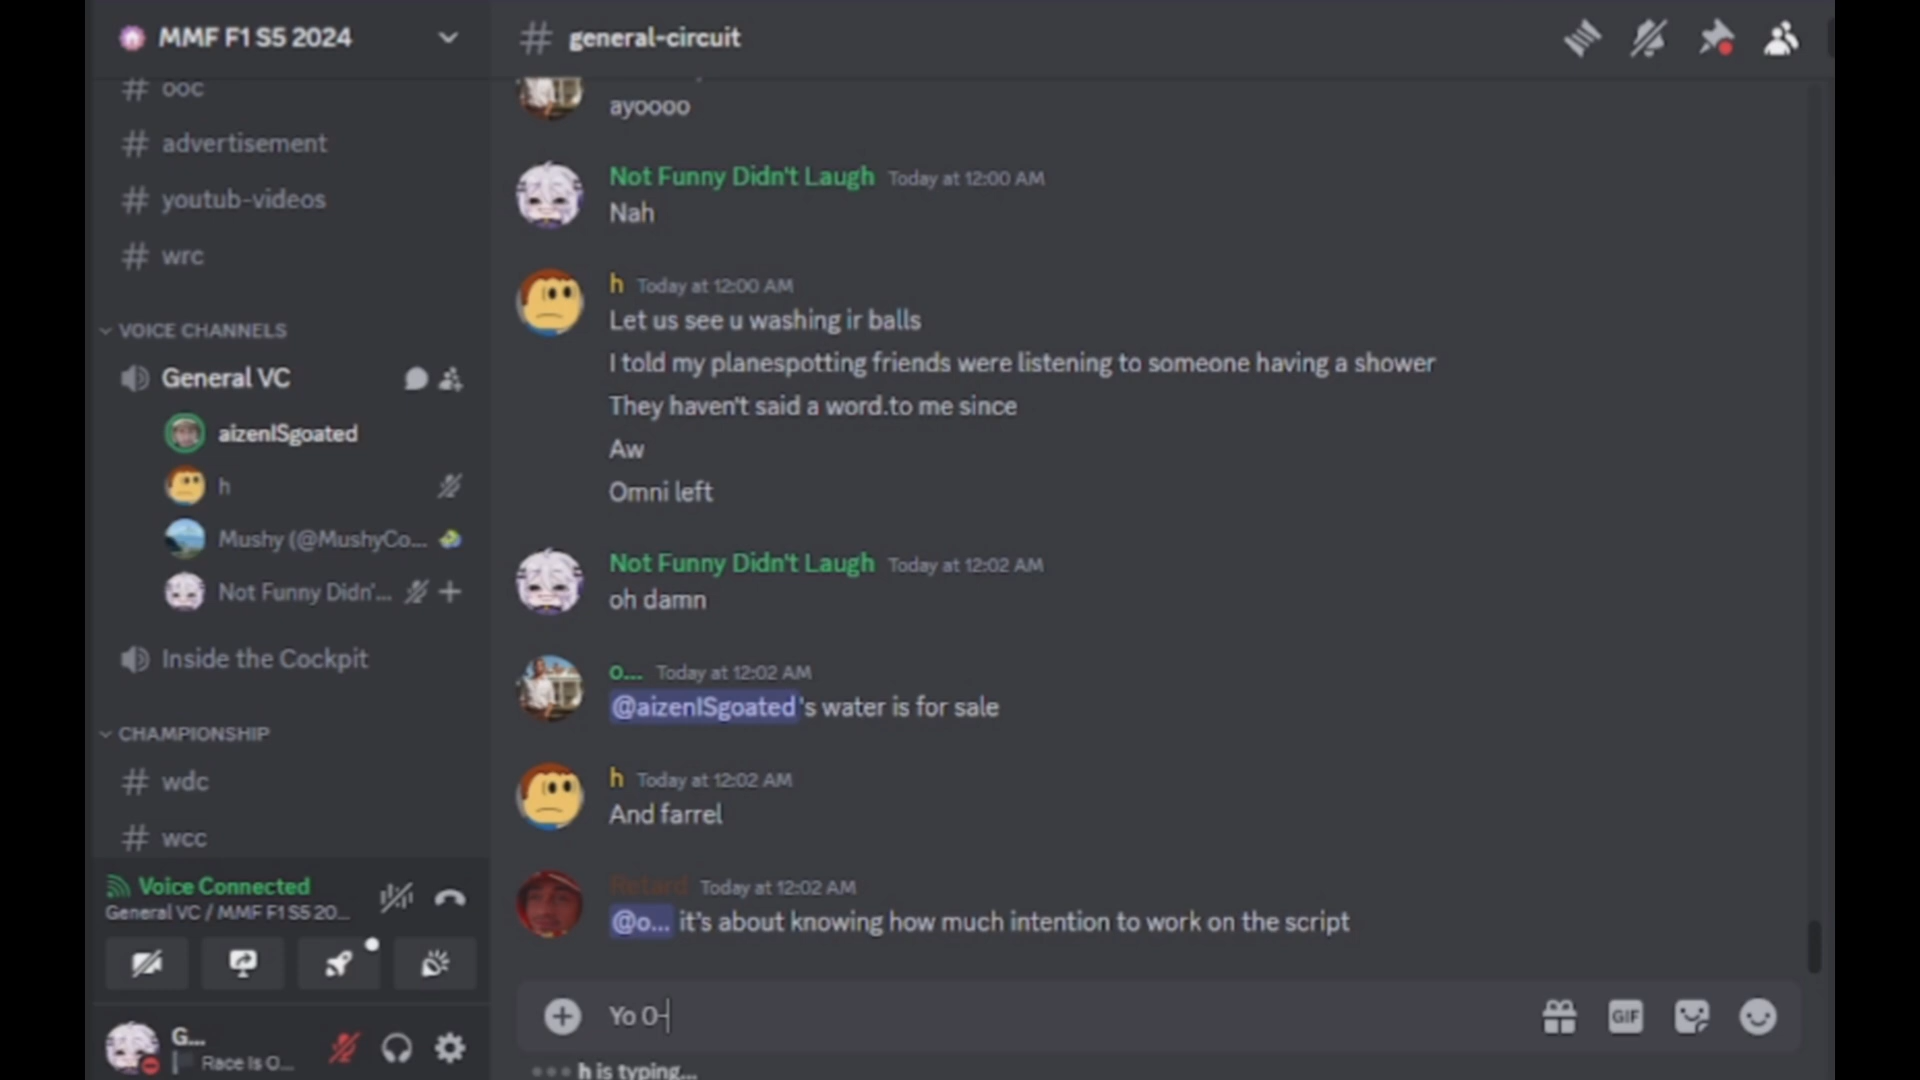 MMF F1 S5 2024
ooc
advertisement
youtub-videos
wrc
VOICE CHANNELS
General VC
aizenISgoated
h
Mushy (@MushyCo...
Not Funny Didn'...
Inside the Cockpit
CHAMPIONSHIP
wdc
wcc
Voice Connected
General VC / MMF F1 S5 20...
G...
Race Is O...
general-circuit
ayoooo
Not Funny Didn't Laugh Today at 12:00 AM
Nah
h Today at 12:00 AM
Let us see u washing ir balls
I told my planespotting friends were listening to someone having a shower
They haven't said a word.to me since
Aw
Omni left
Not Funny Didn't Laugh Today at 12:02 AM
oh damn
o... Today at 12:02 AM
@aizenISgoated's water is for sale
h Today at 12:02 AM
And farrel
Retard Today at 12:02 AM
@o... it's about knowing how much intention to work on the script
Yo O-
GIF
h is typing...